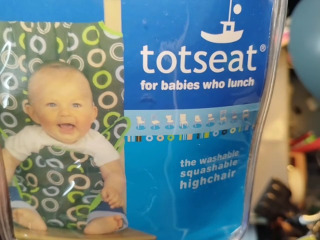 totseat®
for babies who lunch
the washable
squashable
highchair